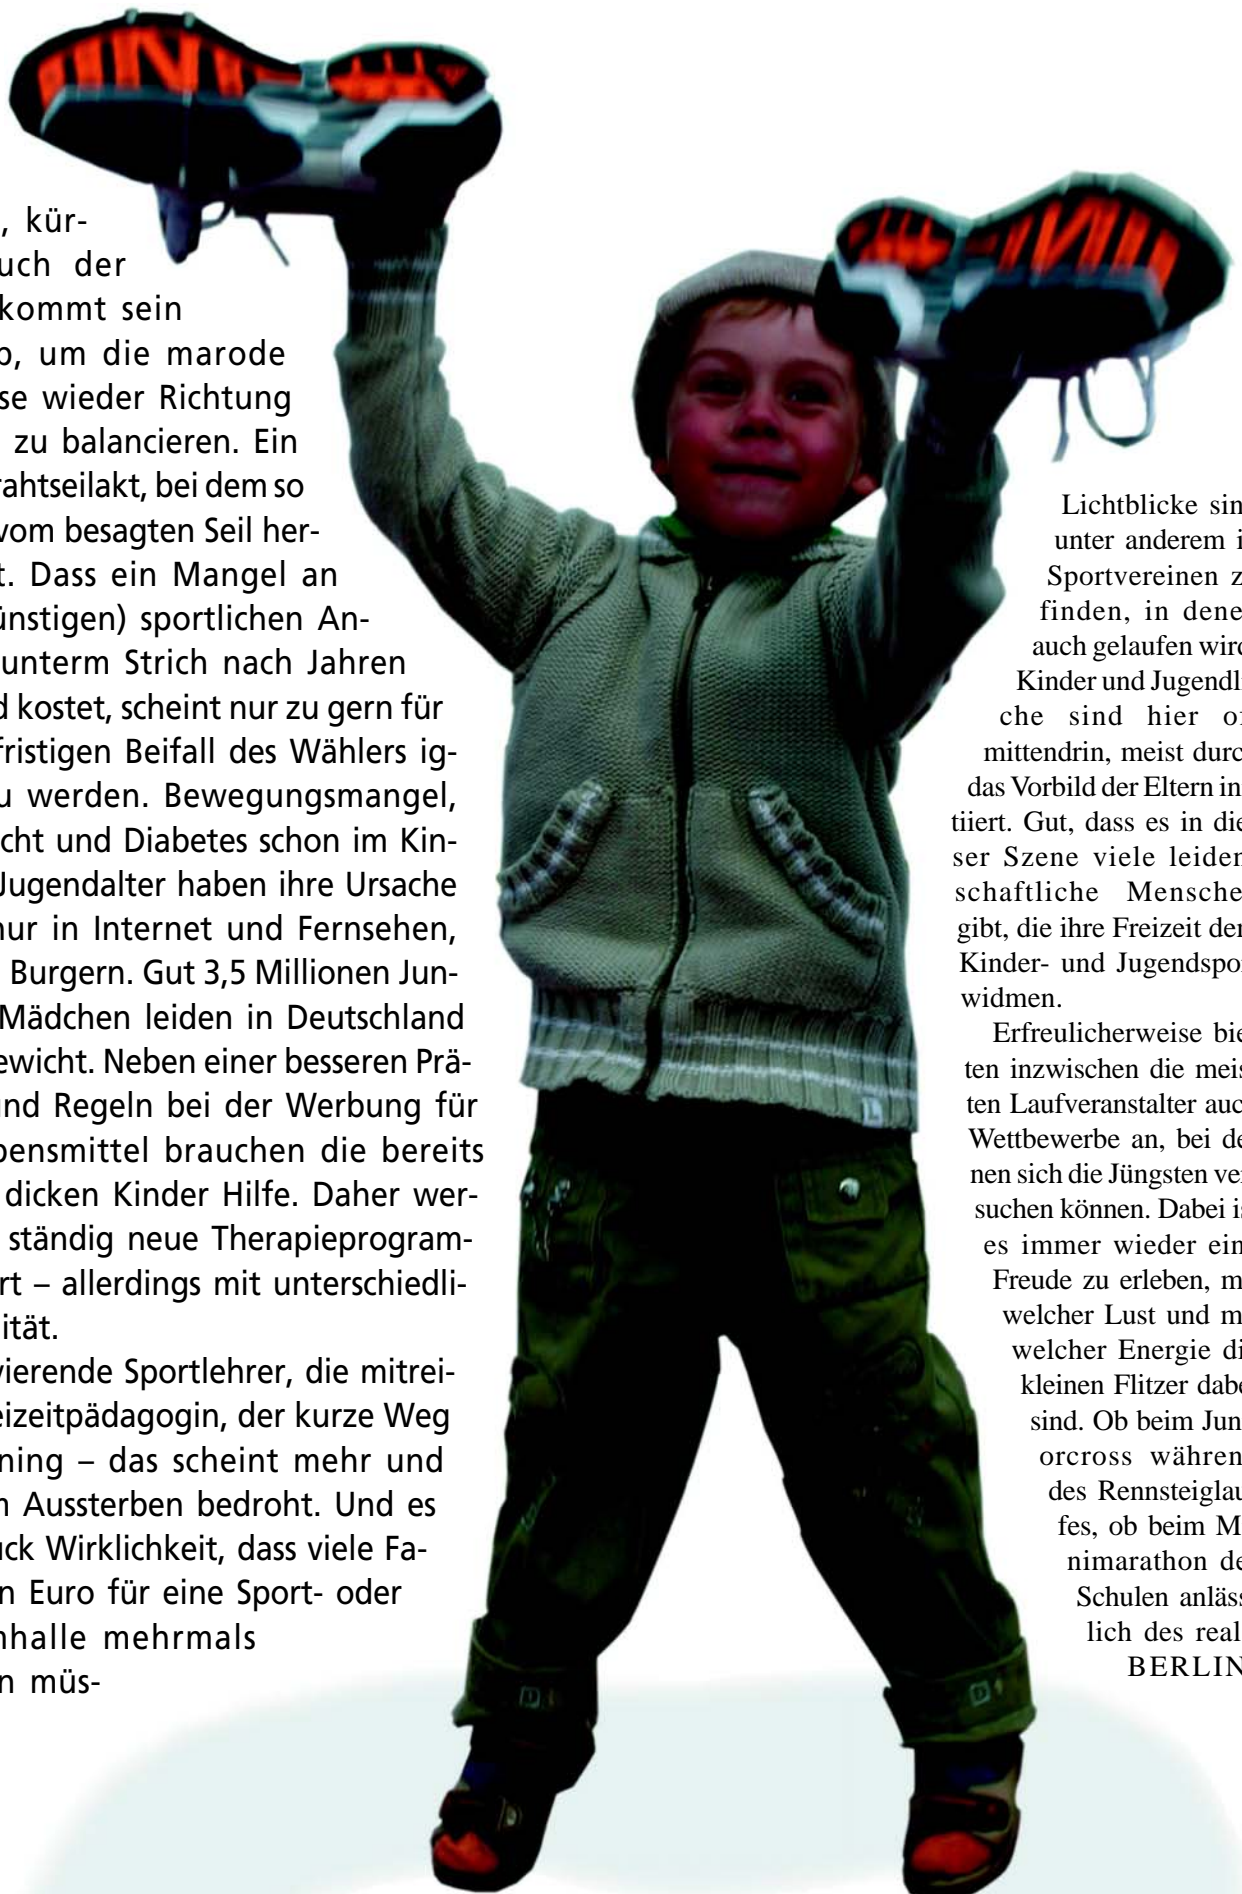 , kür-
uch der
kommt sein
o, um die marode
se wieder Richtung
zu balancieren. Ein
rahtseilakt, bei dem so
vom besagten Seil her-
t. Dass ein Mangel an
ünstigen) sportlichen An-
unterm Strich nach Jahren
d kostet, scheint nur zu gern für
fristigen Beifall des Wählers ig-
u werden. Bewegungsmangel,
cht und Diabetes schon im Kin-
Jugendalter haben ihre Ursache
nur in Internet und Fernsehen,
Burgern. Gut 3,5 Millionen Jun-
Mädchen leiden in Deutschland
ewicht. Neben einer besseren Prä-
und Regeln bei der Werbung für
bensmittel brauchen die bereits
dicken Kinder Hilfe. Daher wer-
ständig neue Therapieprogram-
rt – allerdings mit unterschiedli-
ität.
vierende Sportlehrer, die mitrei-
eizeitpädagogin, der kurze Weg
ning – das scheint mehr und
n Aussterben bedroht. Und es
ück Wirklichkeit, dass viele Fa-
n Euro für eine Sport- oder
nhalle mehrmals
n müs-
Lichtblicke sin
unter anderem i
Sportvereinen z
finden, in dene
auch gelaufen wird
Kinder und Jugendli
che sind hier of
mittendrin, meist durc
das Vorbild der Eltern ini
tiiert. Gut, dass es in die
ser Szene viele leiden
schaftliche Mensche
gibt, die ihre Freizeit dem
Kinder- und Jugendspor
widmen.
Erfreulicherweise bie
ten inzwischen die meis
ten Laufveranstalter auc
Wettbewerbe an, bei de
nen sich die Jüngsten ver
suchen können. Dabei is
es immer wieder ein
Freude zu erleben, mi
welcher Lust und mi
welcher Energie di
kleinen Flitzer dabe
sind. Ob beim Juni
orcross währen
des Rennsteiglau
fes, ob beim Mi
nimarathon de
Schulen anläss
lich des real,
BERLIN